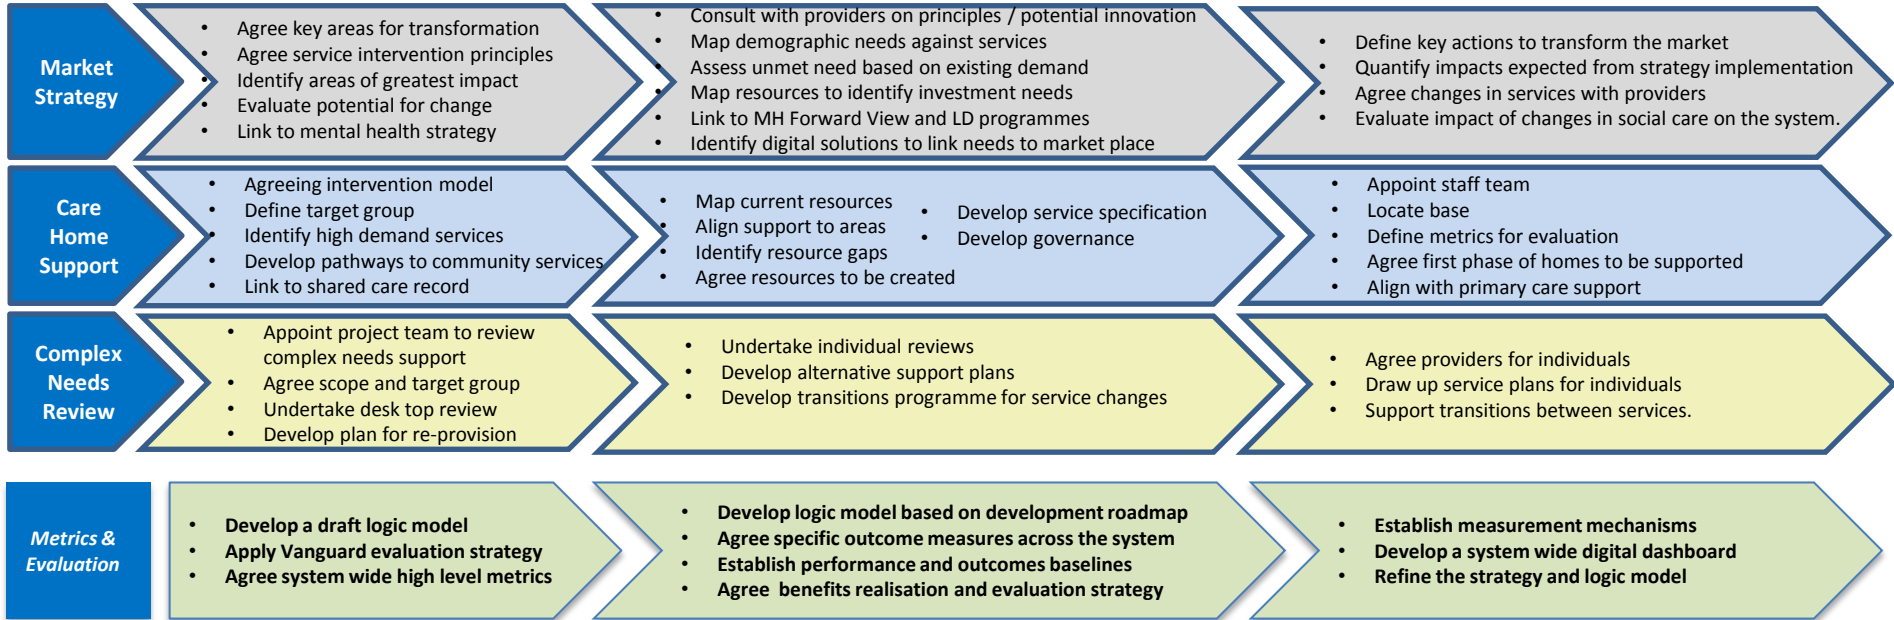 Market
Strategy
• Agree key areas for transformation
• Agree service intervention principles
• Identify areas of greatest impact
• Evaluate potential for change
• Link to mental health strategy
• Consult with providers on principles / potential innovation
• Map demographic needs against services
• Assess unmet need based on existing demand
• Map resources to identify investment needs
• Link to MH Forward View and LD programmes
• Identify digital solutions to link needs to market place
• Define key actions to transform the market
• Quantify impacts expected from strategy implementation
• Agree changes in services with providers
• Evaluate impact of changes in social care on the system.
Care
Home
Support
• Agreeing intervention model
• Define target group
• Identify high demand services
• Develop pathways to community services
• Link to shared care record
• Map current resources
• Align support to areas
• Identify resource gaps
• Agree resources to be created
• Develop service specification
• Develop governance
• Appoint staff team
• Locate base
• Define metrics for evaluation
• Agree first phase of homes to be supported
• Align with primary care support
Complex
Needs
Review
• Appoint project team to review
complex needs support
• Agree scope and target group
• Undertake desk top review
• Develop plan for re-provision
• Undertake individual reviews
• Develop alternative support plans
• Develop transitions programme for service changes
• Agree providers for individuals
• Draw up service plans for individuals
• Support transitions between services.
Metrics &
Evaluation
• Develop a draft logic model
• Apply Vanguard evaluation strategy
• Agree system wide high level metrics
• Develop logic model based on development roadmap
• Agree specific outcome measures across the system
• Establish performance and outcomes baselines
• Agree benefits realisation and evaluation strategy
• Establish measurement mechanisms
• Develop a system wide digital dashboard
• Refine the strategy and logic model